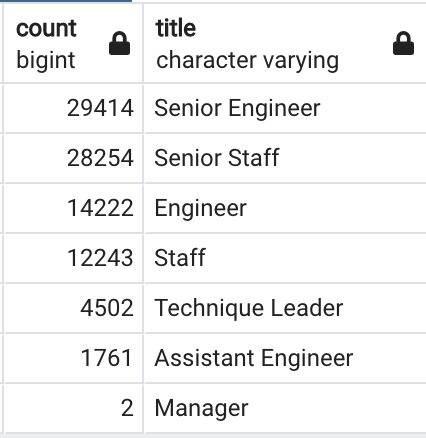 count title
bigint character varying
29414 Senior Engineer
28254 Senior Staff
14222 Engineer
12243 Staff
4502 Technique Leader
1761 Assistant Engineer
2 Manager